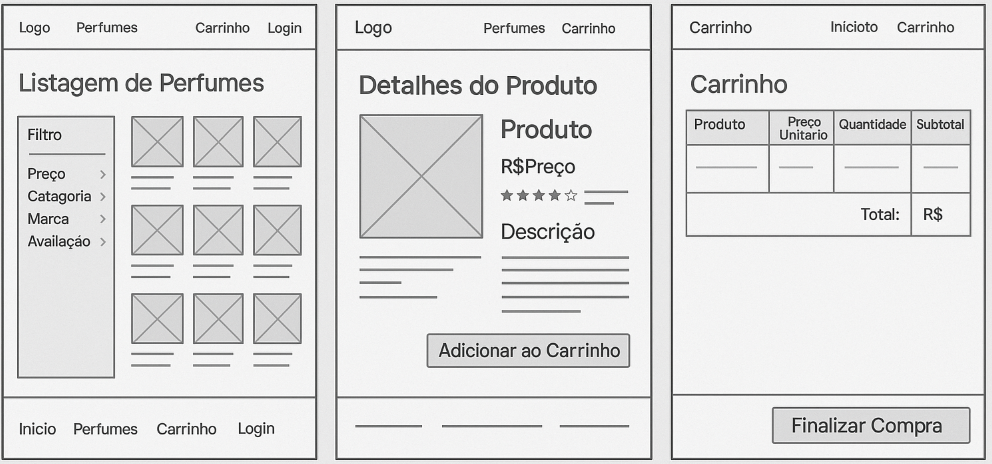 Logo Perfumes Carrinho Login
Listagem de Perfumes
Filtro
Preço
Catagoria
Marca
Availaçáo
Inicio Perfumes Carrinho Login
Logo Perfumes Carrinho
Detalhes do Produto
Produto
R$Preço
Descrição
Adicionar ao Carrinho
Carrinho Inícioto Carrinho
Carrinho
Produto Preço Unitario Quantidade Subtotal
Total: R$
Finalizar Compra